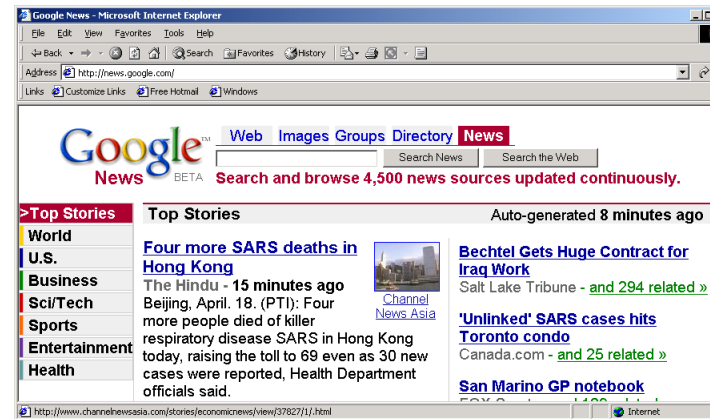 Google News - Microsoft Internet Explorer
File Edit View Favorites Tools Help
Back Search Favorites History
Address http://news.google.com/
Links Customize Links Free Hotmail Windows
Google™
News BETA
Web Images Groups Directory News
Search News Search the Web
Search and browse 4,500 news sources updated continuously.
>Top Stories
World
U.S.
Business
Sci/Tech
Sports
Entertainment
Health
Top Stories
Auto-generated 8 minutes ago
Four more SARS deaths in
Hong Kong
The Hindu - 15 minutes ago
Beijing, April. 18. (PTI): Four
more people died of killer
respiratory disease SARS in Hong Kong
today, raising the toll to 69 even as 30 new
cases were reported, Health Department
officials said.
Channel
News Asia
Bechtel Gets Huge Contract for
Iraq Work
Salt Lake Tribune - and 294 related »
'Unlinked' SARS cases hits
Toronto condo
Canada.com - and 25 related »
San Marino GP notebook
http://www.channelnewsasia.com/stories/economicnews/view/37827/1/.html
Internet